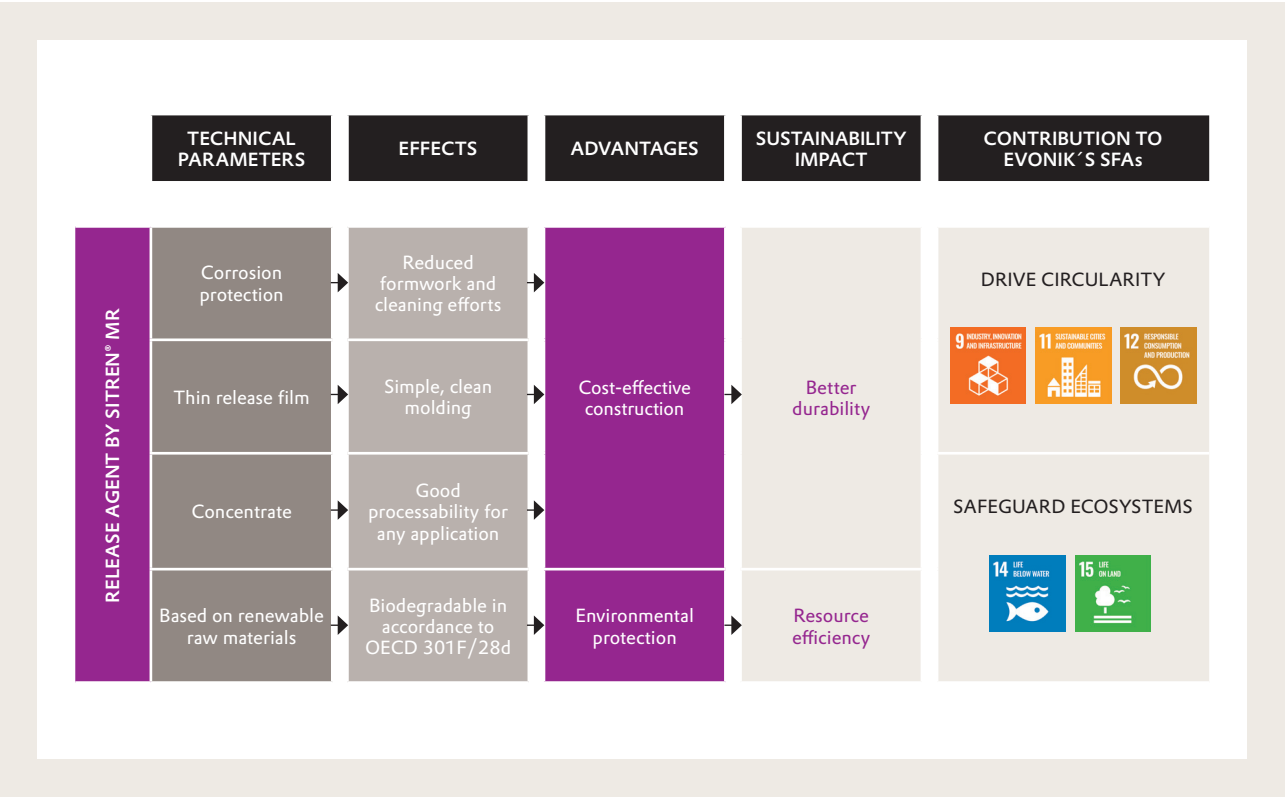 TECHNICAL
PARAMETERS
EFFECTS
ADVANTAGES
SUSTAINABILITY
IMPACT
CONTRIBUTION TO
EVONIK´S SFAs
RELEASE AGENT BY SITREN® MR
Corrosion
protection
Reduced
formwork and
cleaning efforts
Thin release film
Simple, clean
molding
Concentrate
Good
processability for
any application
Cost-effective
construction
Better
durability
Based on renewable
raw materials
Biodegradable in
accordance to
OECD 301F/28d
Environmental
protection
Resource
efficiency
DRIVE CIRCULARITY
9 INDUSTRY, INNOVATION
AND INFRASTRUCTURE
11 SUSTAINABLE CITIES
AND COMMUNITIES
12 RESPONSIBLE
CONSUMPTION
AND PRODUCTION
SAFEGUARD ECOSYSTEMS
14 LIFE
BELOW WATER
15 LIFE
ON LAND